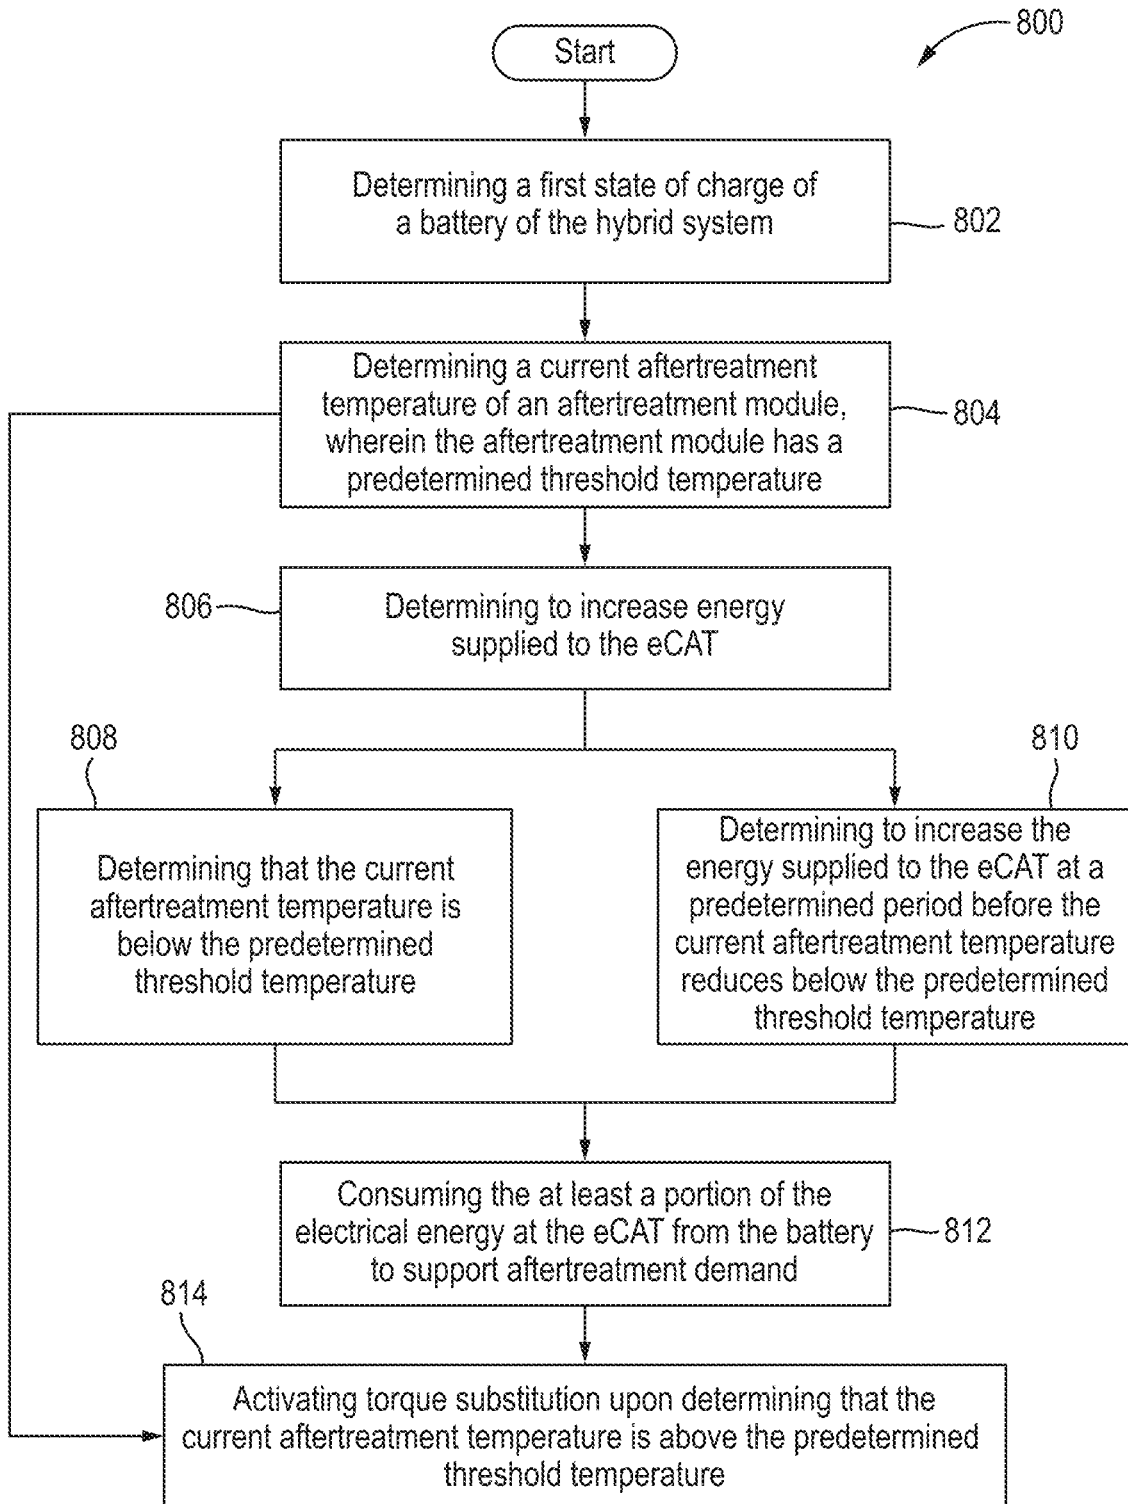 800
Start
Determining a first state of charge of
a battery of the hybrid system
802
Determining a current aftertreatment
temperature of an aftertreatment module,
wherein the aftertreatment module has a
predetermined threshold temperature
804
806
Determining to increase energy
supplied to the eCAT
808
Determining that the current
aftertreatment temperature is
below the predetermined
threshold temperature
810
Determining to increase the
energy supplied to the eCAT at a
predetermined period before the
current aftertreatment temperature
reduces below the predetermined
threshold temperature
Consuming the at least a portion of the
electrical energy at the eCAT from the battery
to support aftertreatment demand
812
814
Activating torque substitution upon determining that the
current aftertreatment temperature is above the predetermined
threshold temperature